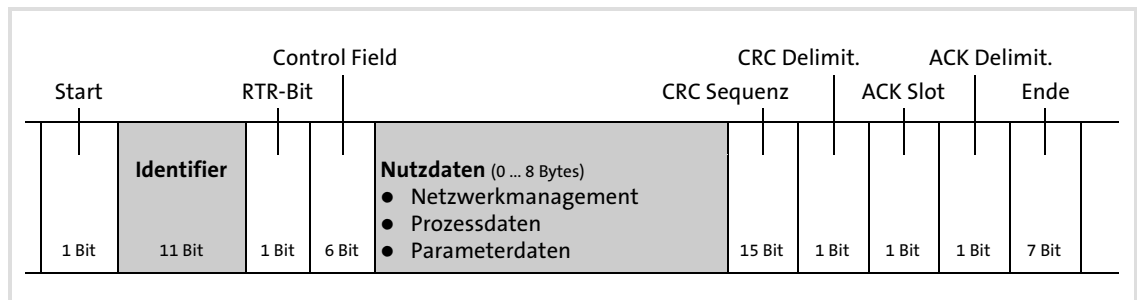 Control Field CRC Delimit. ACK Delimit.
Start RTR-Bit CRC Sequenz ACK Slot Ende
Identifier Nutzdaten (0 ... 8 Bytes)
● Netzwerkmanagement
● Prozessdaten
1 Bit 11 Bit 1 Bit 6 Bit ● Parameterdaten 15 Bit 1 Bit 1 Bit 1 Bit 7 Bit